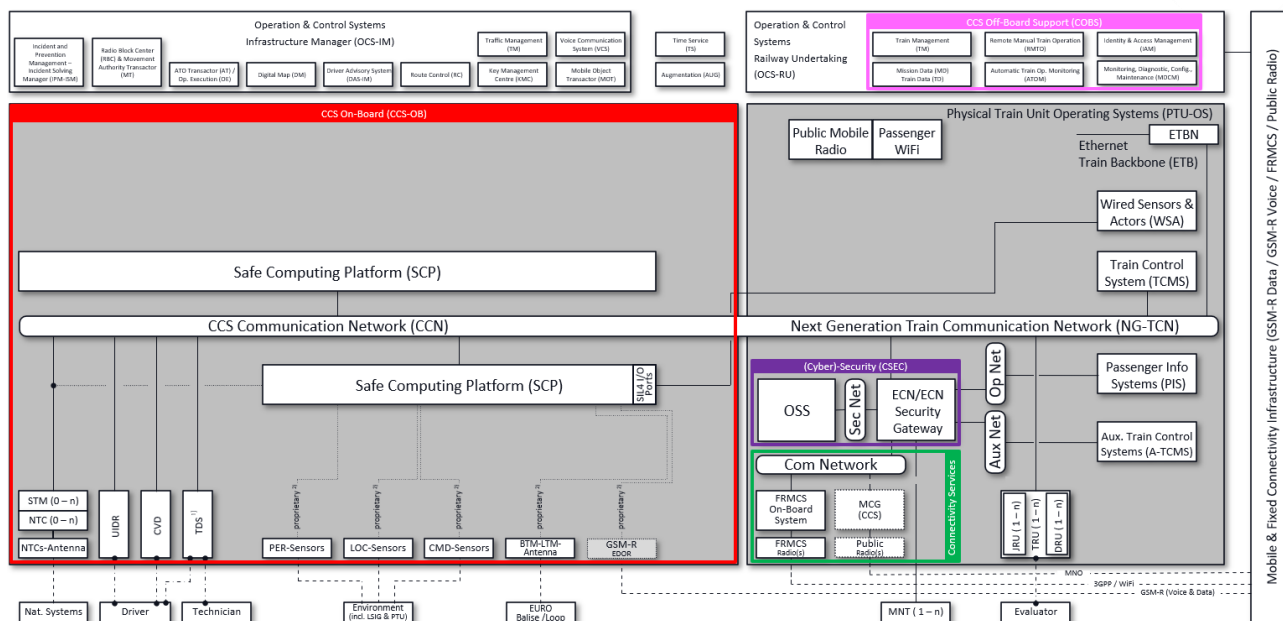 Operation & Control Systems
Infrastructure Manager (OCS-IM)
Incident and
Prevention
Management –
Incident Solving
Manager (IPM-ISM)
Radio Block Center
(RBC) & Movement
Authority Transactor
(MT)
ATO Transactor (AT) /
Op. Execution (OE)
Digital Map (DM)
Driver Advisory System
(DAS-IM)
Route Control (RC)
Traffic Management
(TM)
Key Management
Centre (KMC)
Voice Communication
System (VCS)
Mobile Object
Transactor (MOT)
Time Service
(TS)
Augmentation (AUG)
Operation & Control
Systems
Railway Undertaking
(OCS-RU)
CCS Off-Board Support (COBS)
Train Management
(TM)
Remote Manual Train Operation
(RMTO)
Identity & Access Management
(IAM)
Mission Data (MD)
Train Data (TD)
Automatic Train Op. Monitoring
(ATOM)
Monitoring, Diagnostic, Config.,
Maintenance (MDCM)
Mobile & Fixed Connectivity Infrastructure (GSM-R Data / GSM-R Voice / FRMCS / Public Radio)
CCS On-Board (CCS-OB)
Safe Computing Platform (SCP)
CCS Communication Network (CCN)
Safe Computing Platform (SCP)
SIL4 I/O
Ports
STM (0 – n)
NTC (0 – n)
NTCs-Antenna
UIDR
CVD
TDS 1)
proprietary 2)
proprietary 2)
proprietary 2)
proprietary 2)
proprietary 2)
PER-Sensors
LOC-Sensors
CMD-Sensors
BTM-LTM-
Antenna
GSM-R
EDOR
Physical Train Unit Operating Systems (PTU-OS)
Public Mobile
Radio
Passenger
WiFi
ETBN
Ethernet
Train Backbone (ETB)
Wired Sensors &
Actors (WSA)
Train Control
System (TCMS)
Next Generation Train Communication Network (NG-TCN)
(Cyber)-Security (CSEC)
OSS
Sec Net
ECN/ECN
Security
Gateway
Op Net
Aux Net
Passenger Info
Systems (PIS)
Aux. Train Control
Systems (A-TCMS)
Com Network
Connectivity Services
FRMCS
On-Board
System
FRMCS
Radio(s)
MCG
(CCS)
Public
Radio(s)
JRU ( 1 – n)
TRU ( 1 – n)
DRU ( 1 – n)
MNO
3GPP / WiFi
GSM-R (Voice & Data)
Nat. Systems
Driver
Technician
Environment
(incl. LSIG & PTU)
EURO
Balise /Loop
MNT ( 1 – n)
Evaluator